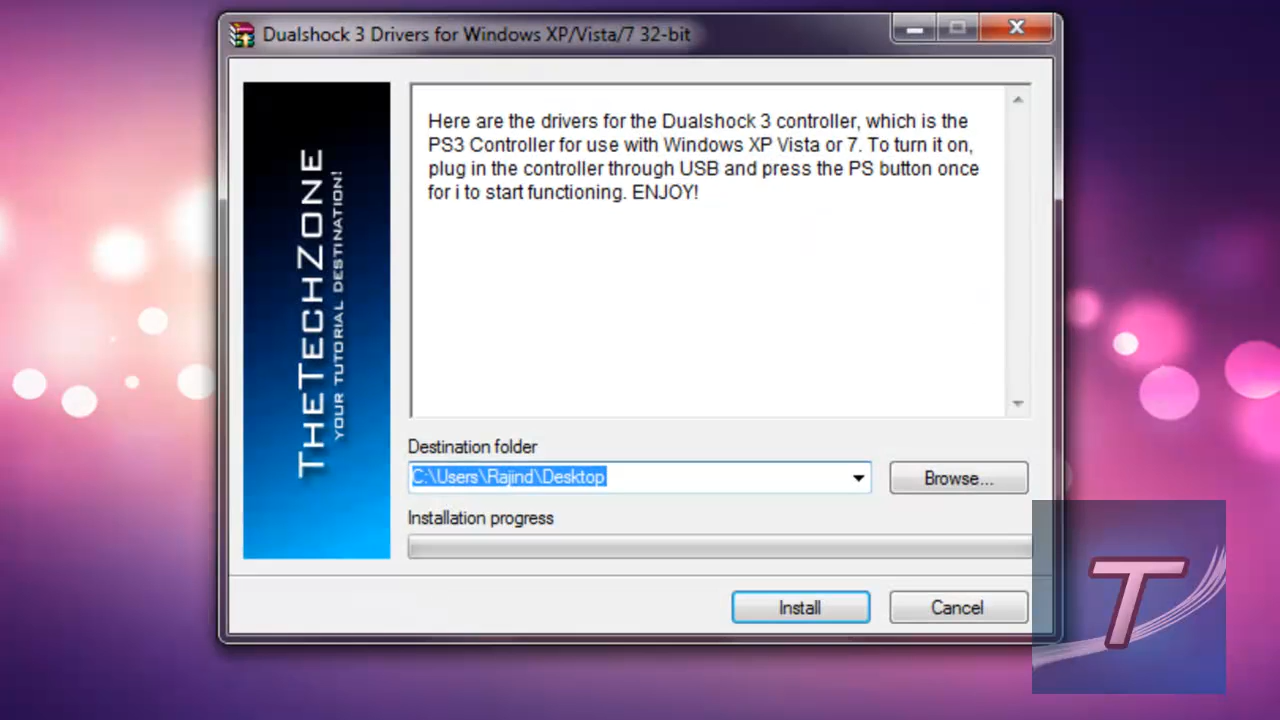 Dualshock 3 Drivers for Windows XP/Vista/7 32-bit
THETECHZONE
YOUR TUTORIAL DESTINATION!
Here are the drivers for the Dualshock 3 controller, which is the
PS3 Controller for use with Windows XP Vista or 7. To turn it on,
plug in the controller through USB and press the PS button once
for i to start functioning. ENJOY!
Destination folder
C:\Users\Rajind\Desktop
Browse...
Installation progress
Install
Cancel
T